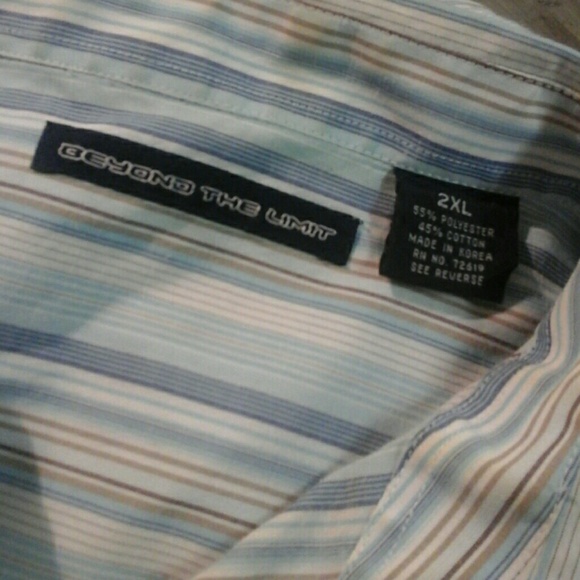 BEYOND THE LIMIT
2XL
55% POLYESTER
45% COTTON
MADE IN KOREA
RN NO. 72619
SEE REVERSE